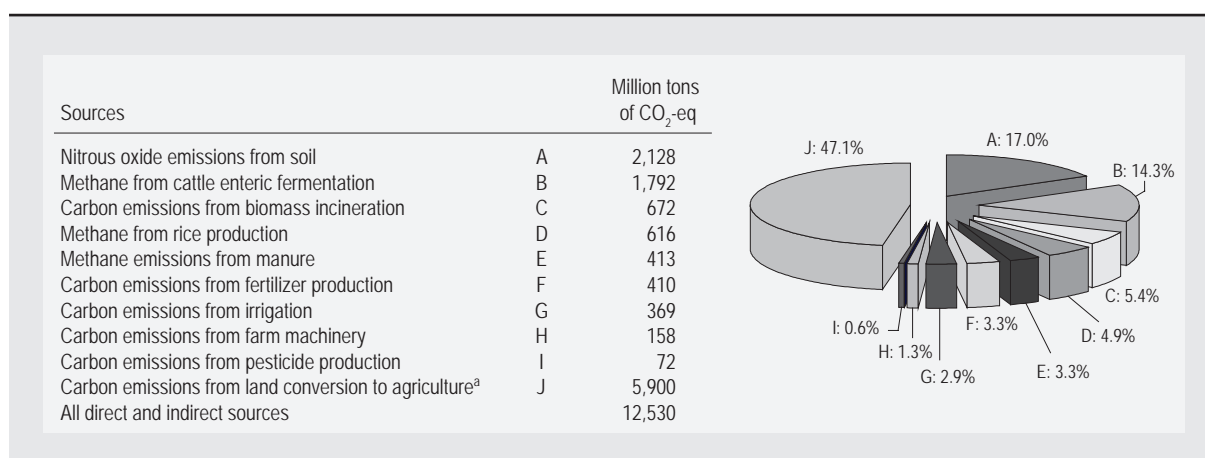 Million tons
Sources of CO2-eq
Nitrous oxide emissions from soil A 2,128
Methane from cattle enteric fermentation B 1,792
Carbon emissions from biomass incineration C 672
Methane from rice production D 616
Methane emissions from manure E 413
Carbon emissions from fertilizer production F 410
Carbon emissions from irrigation G 369
Carbon emissions from farm machinery H 158
Carbon emissions from pesticide production I 72
Carbon emissions from land conversion to agricultureª J 5,900
All direct and indirect sources 12,530
J: 47.1%
A: 17.0%
B: 14.3%
C: 5.4%
D: 4.9%
E: 3.3%
F: 3.3%
G: 2.9%
H: 1.3%
I: 0.6%